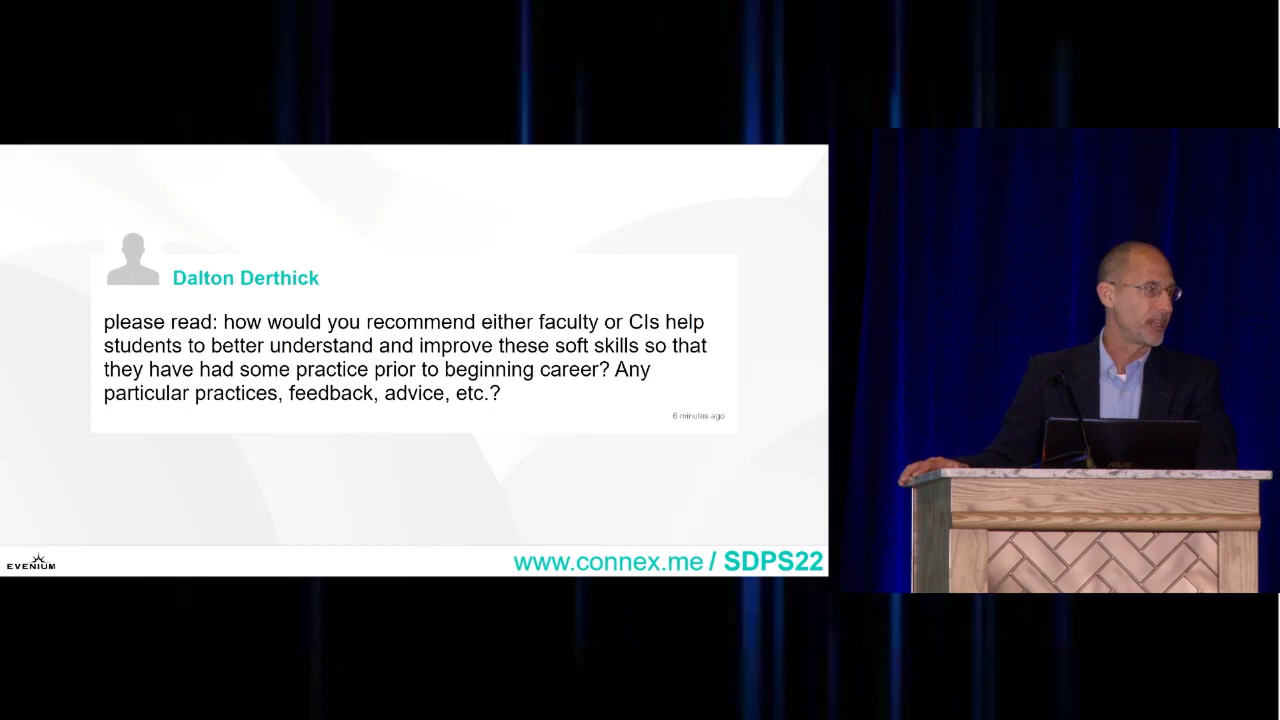 Dalton Derthick
please read: how would you recommend either faculty or CIs help
students to better understand and improve these soft skills so that
they have had some practice prior to beginning career? Any
particular practices, feedback, advice, etc.?
6 minutes ago
EVENIUM
www.connex.me / SDPS22